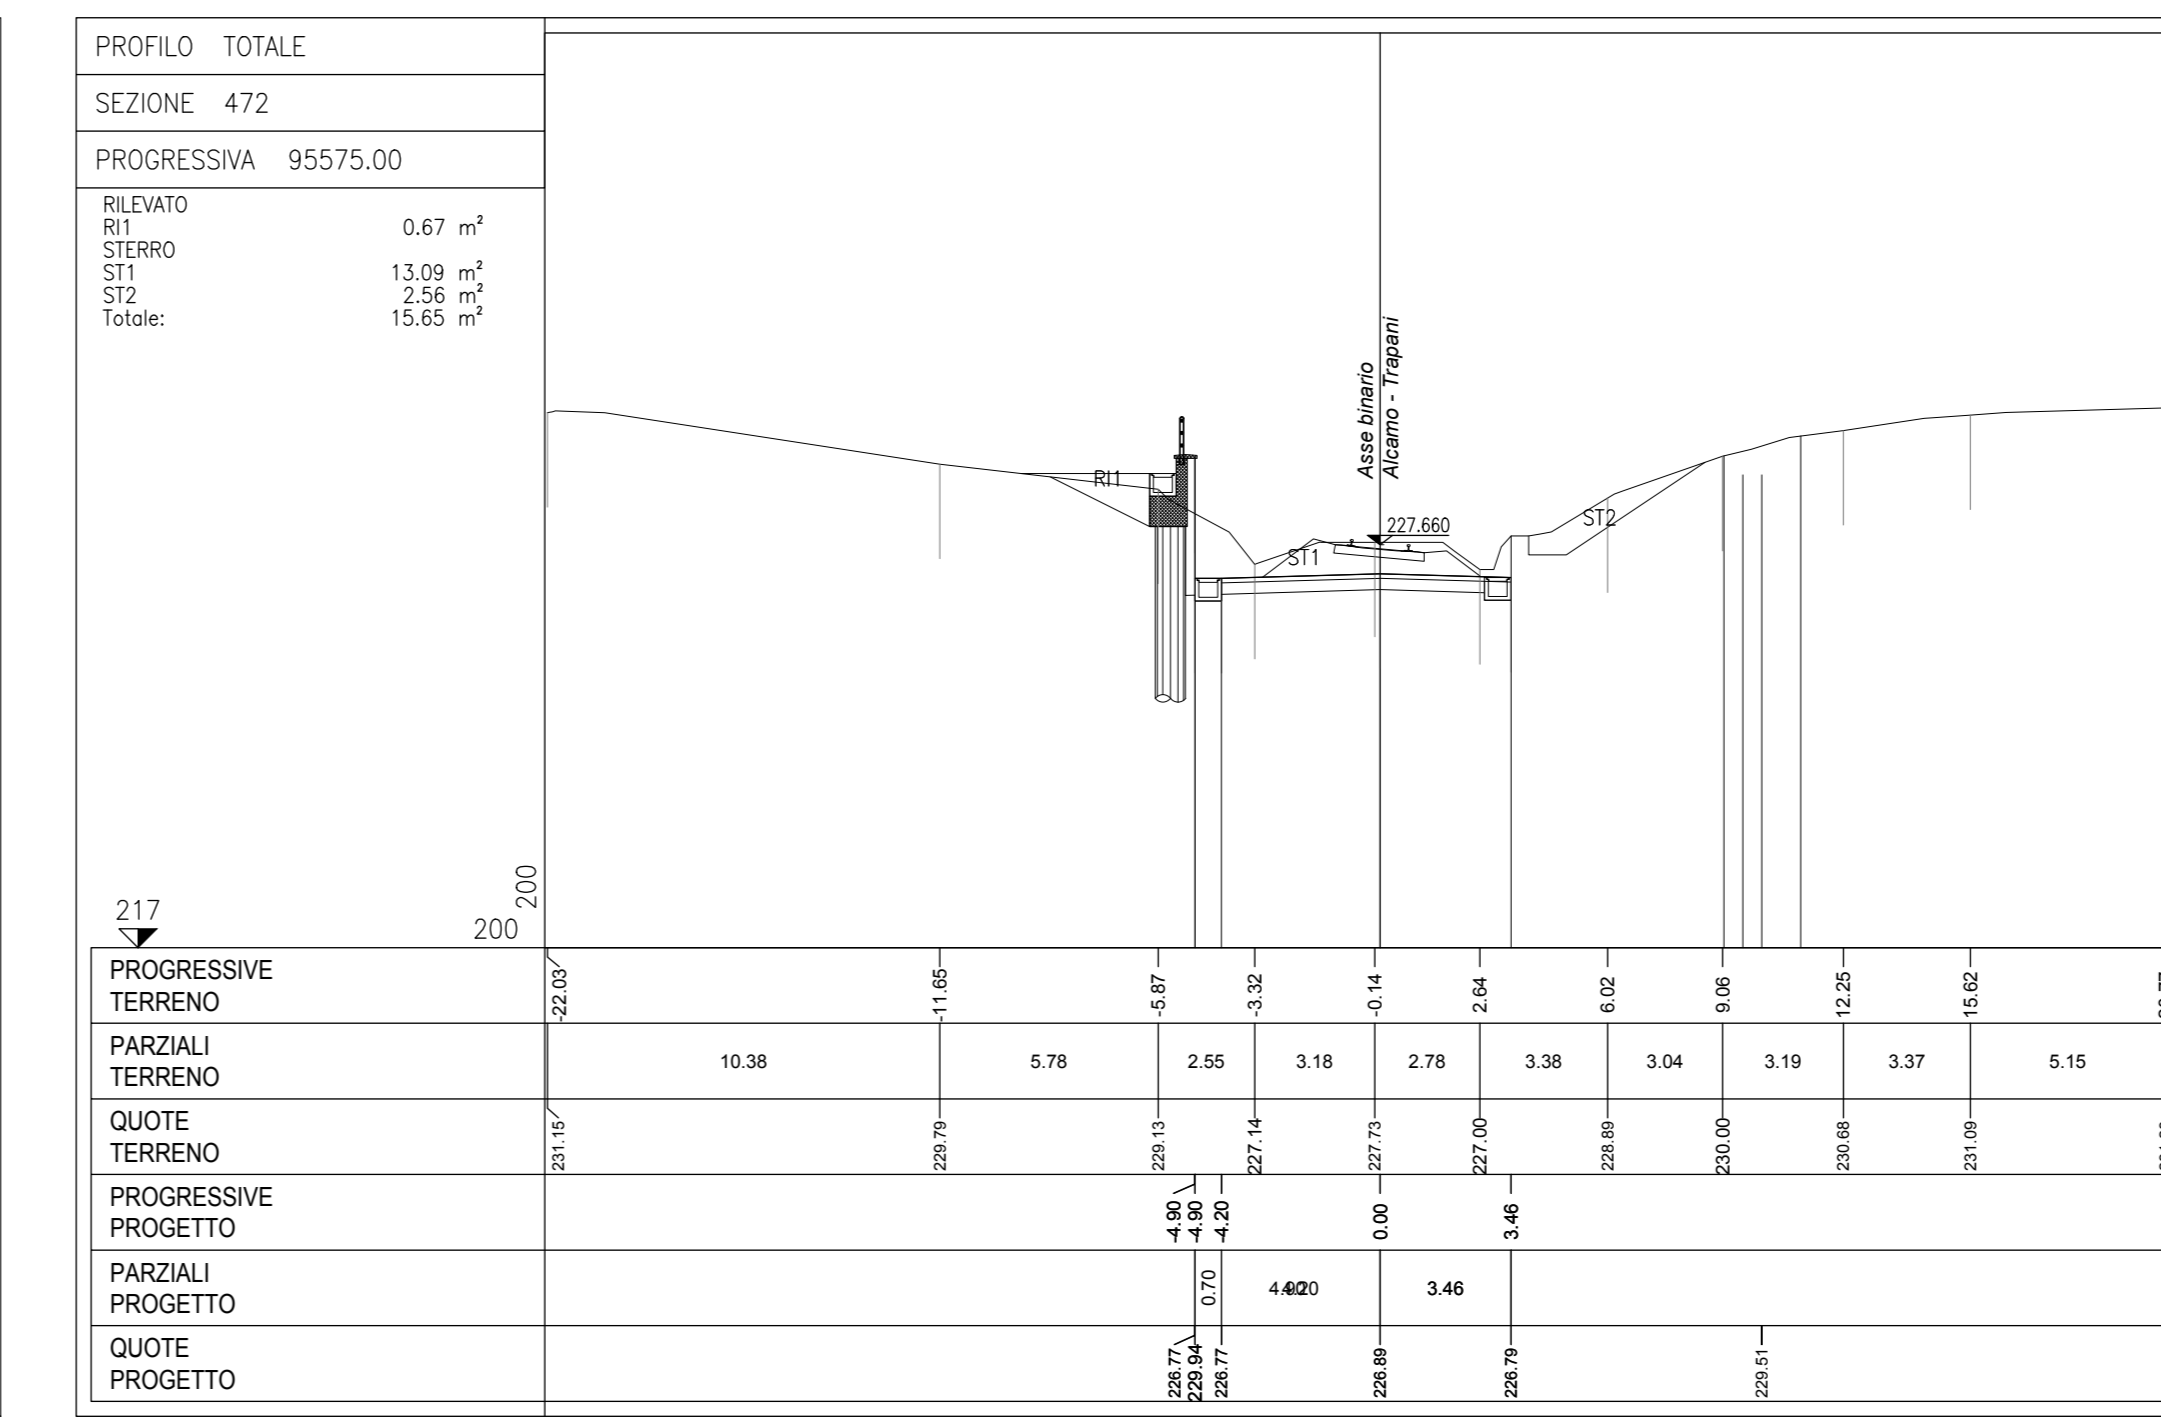 PROFILO TOTALE
SEZIONE 472
PROGRESSIVA 95575.00
RILEVATO
RI1 0.67 m²
STERRO
ST1 13.09 m²
ST2 2.56 m²
Totale: 15.65 m²
Asse binario
Alcamo - Trapani
RI1
227.660
ST1
ST2
200
217
200
PROGRESSIVE TERRENO
-22.03 -11.65 -5.87 -3.32 -0.14 2.64 6.02 9.06 12.25 15.62
PARZIALI TERRENO
10.38 5.78 2.55 3.18 2.78 3.38 3.04 3.19 3.37 5.15
QUOTE TERRENO
231.15 229.79 229.13 227.14 227.73 227.00 228.89 230.00 230.68 231.09
PROGRESSIVE PROGETTO
-4.90 -4.90 -4.20 0.00 3.46
PARZIALI PROGETTO
0.70 4.90 4.20 3.46
QUOTE PROGETTO
226.77 229.94 226.77 226.89 226.79 229.51